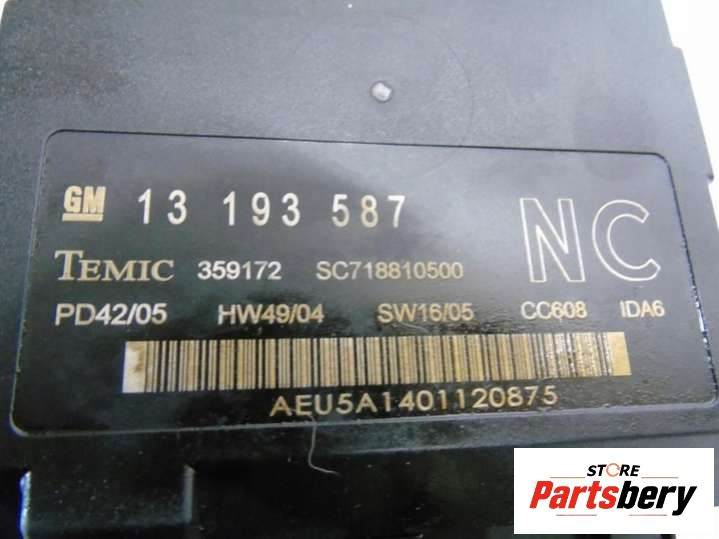 GM 13 193 587 NC
TEMIC 359172 SC718810500
PD42/05 HW49/04 SW16/05 CC608 IDA6
AEU5A1401120875
STORE
Partsbery